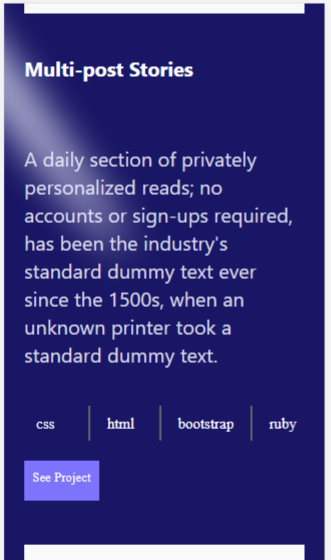 Multi-post Stories
A daily section of privately
personalized reads; no
accounts or sign-ups required,
has been the industry's
standard dummy text ever
since the 1500s, when an
unknown printer took a
standard dummy text.
css html bootstrap ruby
See Project